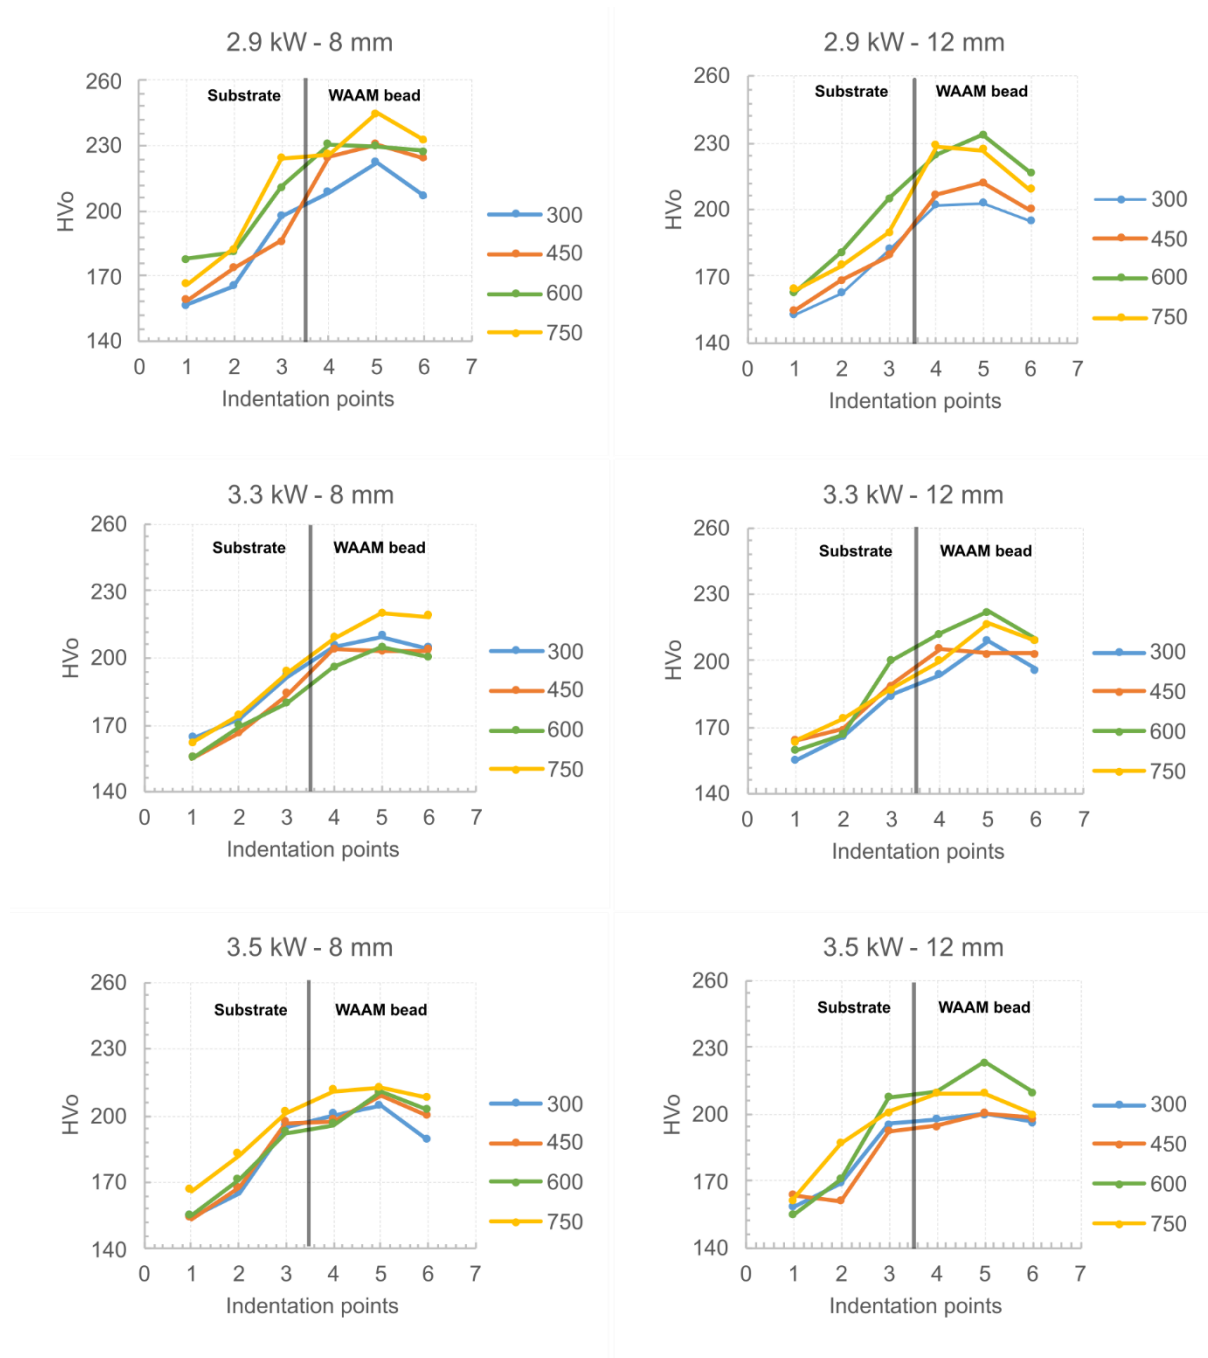 2.9 kW - 8 mm
260
230
200
170
140
HVo
Substrate
WAAM bead
0 1 2 3 4 5 6 7
Indentation points
300
450
600
750
2.9 kW - 12 mm
260
230
200
170
140
HVo
Substrate
WAAM bead
0 1 2 3 4 5 6 7
Indentation points
300
450
600
750
3.3 kW - 8 mm
260
230
200
170
140
HVo
Substrate
WAAM bead
0 1 2 3 4 5 6 7
Indentation points
300
450
600
750
3.3 kW - 12 mm
260
230
200
170
140
HVo
Substrate
WAAM bead
0 1 2 3 4 5 6 7
Indentation points
300
450
600
750
3.5 kW - 8 mm
260
230
200
170
140
HVo
Substrate
WAAM bead
0 1 2 3 4 5 6 7
Indentation points
300
450
600
750
3.5 kW - 12 mm
260
230
200
170
140
HVo
Substrate
WAAM bead
0 1 2 3 4 5 6 7
Indentation points
300
450
600
750